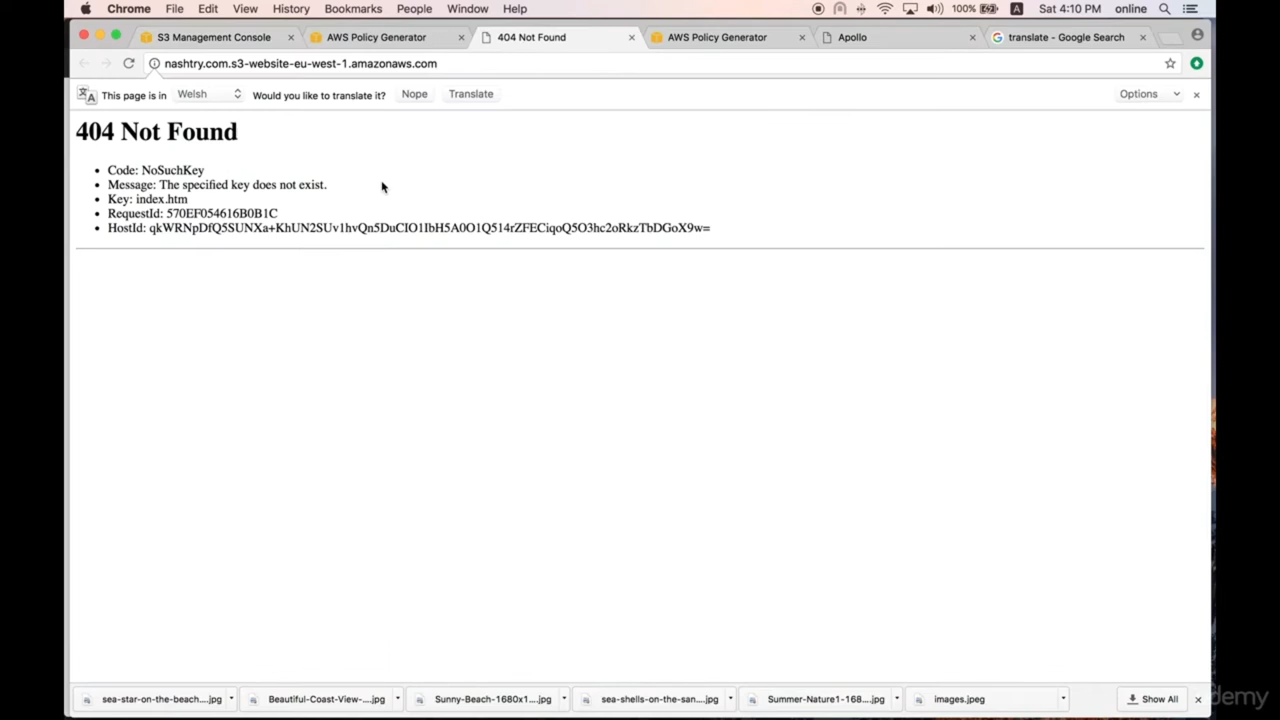 Chrome File Edit View History Bookmarks People Window Help 100% A Sat 4:10 PM online
S3 Management Console AWS Policy Generator 404 Not Found AWS Policy Generator Apollo translate - Google Search
nashtry.com.s3-website-eu-west-1.amazonaws.com
This page is in Welsh Would you like to translate it? Nope Translate Options
404 Not Found
Code: NoSuchKey
Message: The specified key does not exist.
Key: index.htm
RequestId: 570EF054616B0B1C
HostId: qkWRNpDfQ5SUNXa+KhUN2SUv1hvQn5DuCIO1IbH5A0O1Q514rZFECiqoQ5O3hc2oRkzTbDGoX9w=
sea-star-on-the-beach....jpg Beautiful-Coast-View-....jpg Sunny-Beach-1680x1...jpg sea-shells-on-the-san....jpg Summer-Nature1-168....jpg images.jpeg Show All
demy